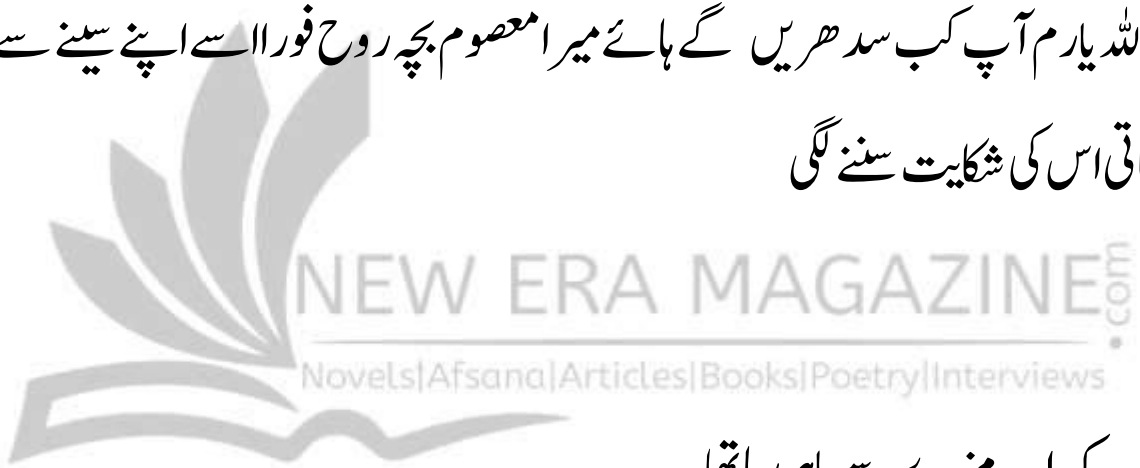 للہ یارم آپ کب سدھریں گے ہائے میرا معصوم بچہ روح فورا اسے اپنے سینے سے
اتی اس کی شکایت سننے لگی
NEW ERA MAGAZINE.com
Novels|Afsana|Articles|Books|Poetry|Interviews